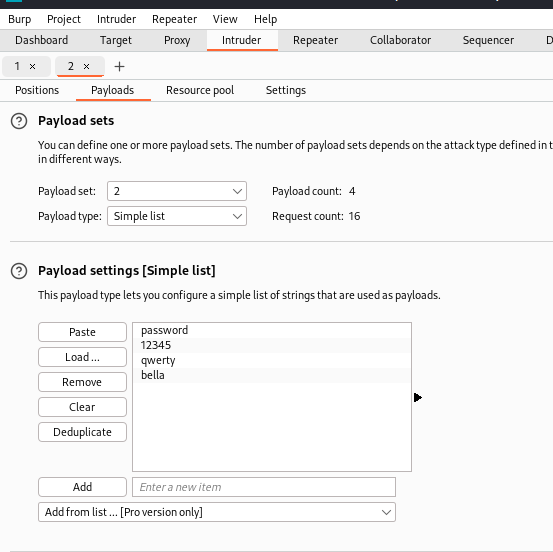 Burp Project Intruder Repeater View Help
Dashboard Target Proxy Intruder Repeater Collaborator Sequencer D
1 × 2 × +
Positions Payloads Resource pool Settings
? Payload sets
You can define one or more payload sets. The number of payload sets depends on the attack type defined in t
in different ways.
Payload set: 2 Payload count: 4
Payload type: Simple list Request count: 16
? Payload settings [Simple list]
This payload type lets you configure a simple list of strings that are used as payloads.
Paste password
12345
Load ... qwerty
bella
Remove
Clear
Deduplicate
Add Enter a new item
Add from list ... [Pro version only]